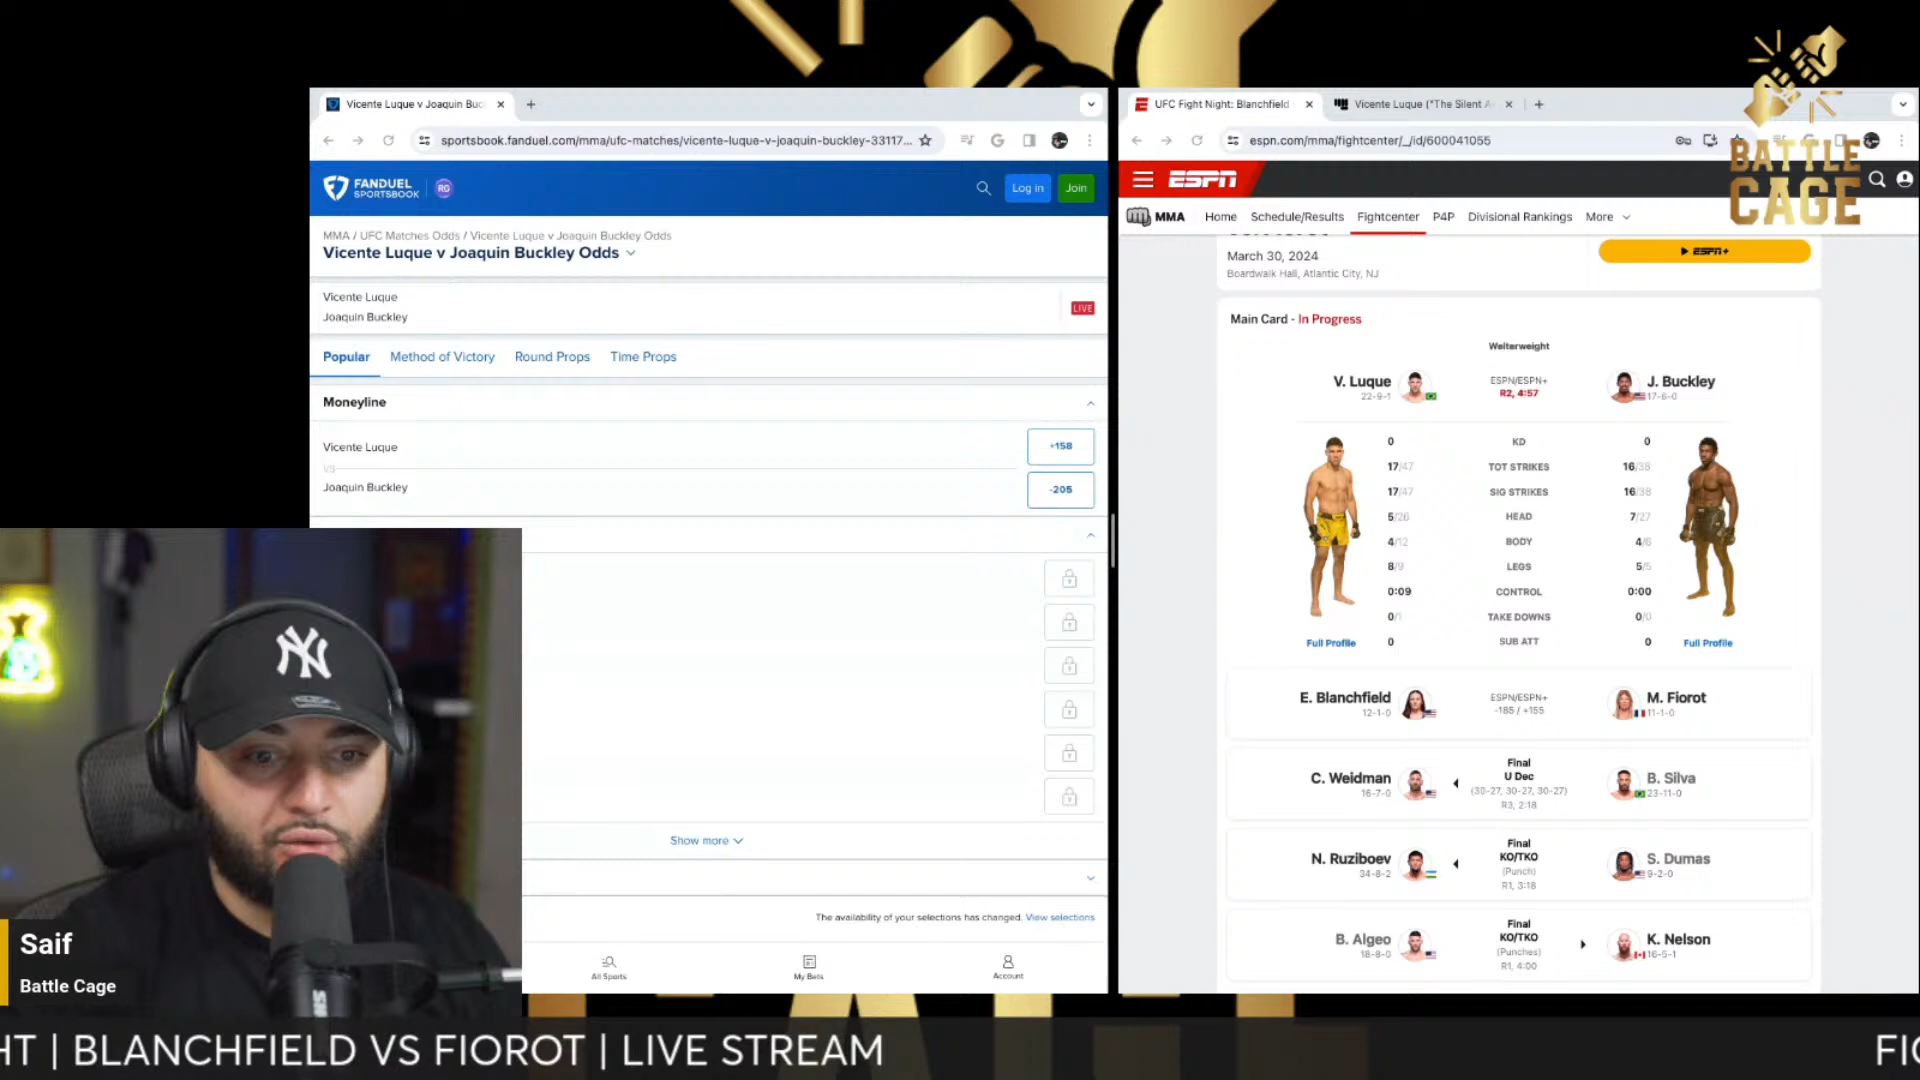 Vicente Luque v Joaquin Buc
sportsbook.fanduel.com/mma/ufc-matches/vicente-luque-v-joaquin-buckley-33117...
FANDUEL
SPORTSBOOK
RG
Log in
Join
MMA / UFC Matches Odds / Vicente Luque v Joaquin Buckley Odds
Vicente Luque v Joaquin Buckley Odds
Vicente Luque
Joaquin Buckley
LIVE
Popular
Method of Victory
Round Props
Time Props
Moneyline
Vicente Luque
+158
VS
Joaquin Buckley
-205
Show more
The availability of your selections has changed. View selections
All Sports
My Bets
Account
UFC Fight Night: Blanchfield
Vicente Luque ("The Silent A
espn.com/mma/fightcenter/_/id/600041055
BATTLE
CAGE
ESPN
MMA
Home
Schedule/Results
Fightcenter
P4P
Divisional Rankings
More
March 30, 2024
Boardwalk Hall, Atlantic City, NJ
ESPN+
Main Card - In Progress
Welterweight
V. Luque
22-9-1
ESPN/ESPN+
R2, 4:57
J. Buckley
17-6-0
0 KD 0
17/47 TOT STRIKES 16/38
17/47 SIG STRIKES 16/38
5/26 HEAD 7/27
4/12 BODY 4/6
8/9 LEGS 5/5
0:09 CONTROL 0:00
0/1 TAKE DOWNS 0/0
Full Profile 0 SUB ATT 0 Full Profile
E. Blanchfield
12-1-0
ESPN/ESPN+
-185 / +155
M. Fiorot
11-1-0
C. Weidman
16-7-0
Final
U Dec
(30-27, 30-27, 30-27)
R3, 2:18
B. Silva
23-11-0
N. Ruziboev
34-8-2
Final
KO/TKO
(Punch)
R1, 3:18
S. Dumas
9-2-0
B. Algeo
18-8-0
Final
KO/TKO
(Punches)
R1, 4:00
K. Nelson
16-5-1
NY
Saif
Battle Cage
HT | BLANCHFIELD VS FIOROT | LIVE STREAM
FIG